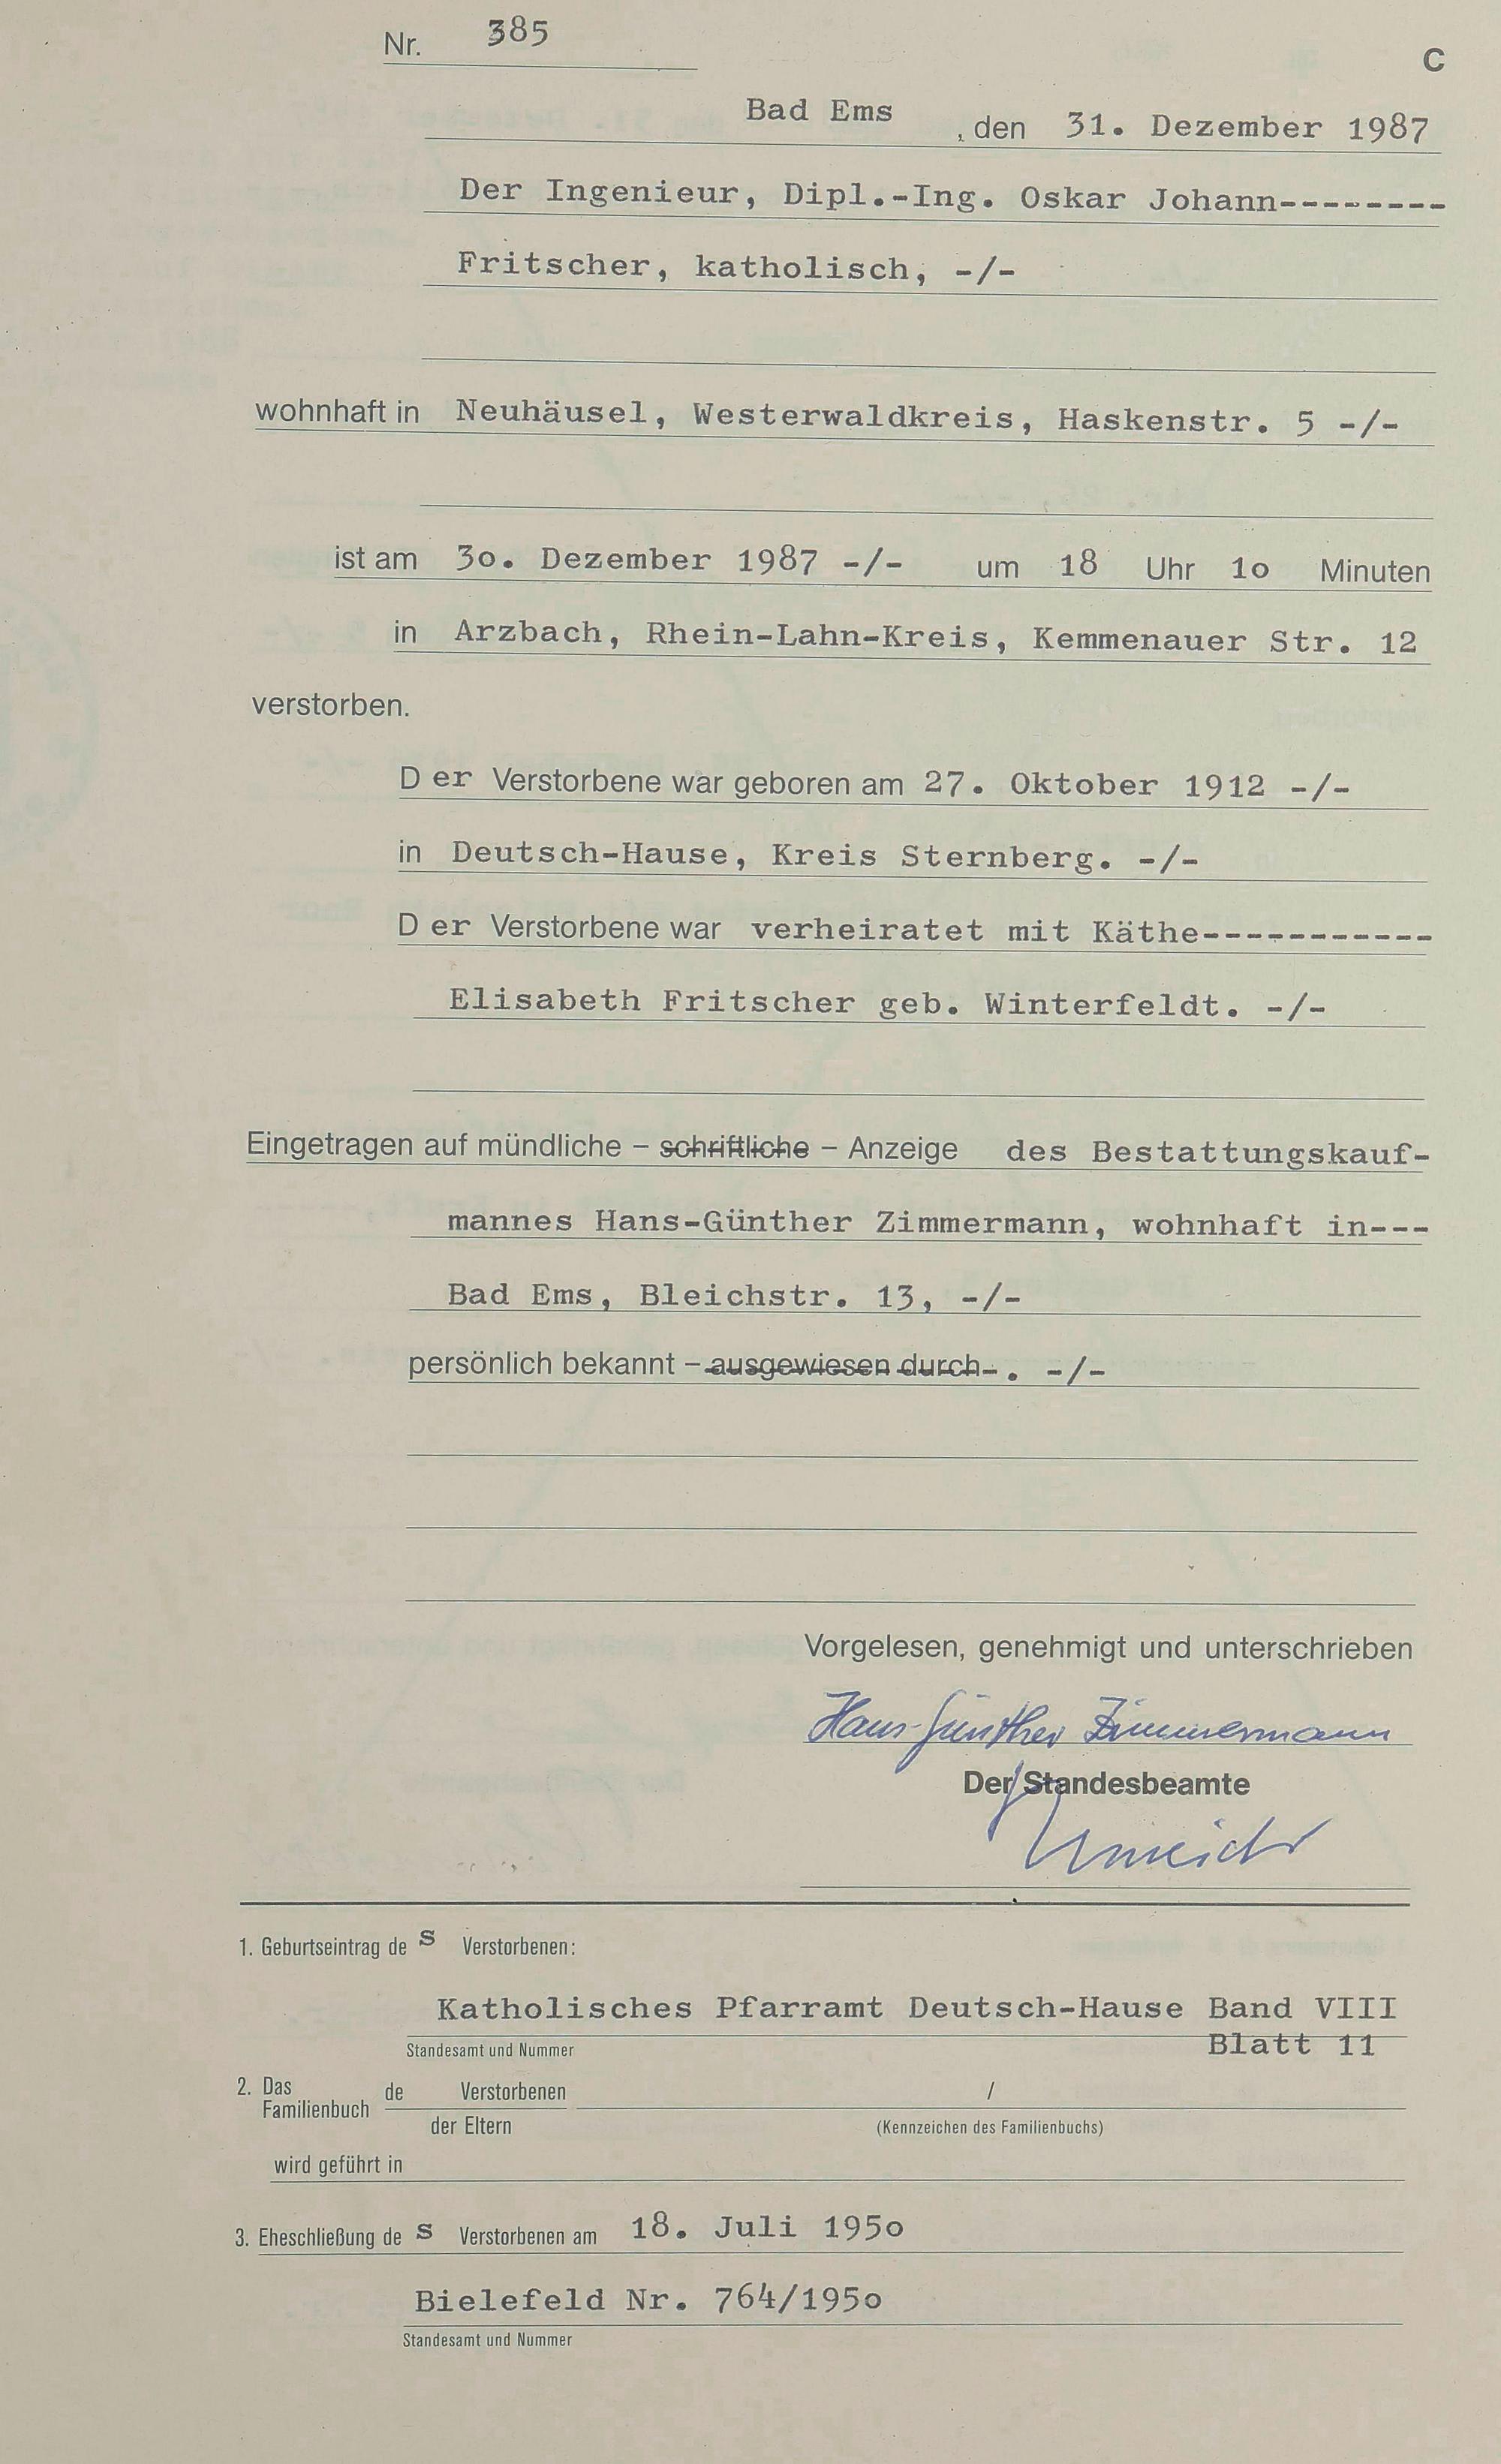 Nr. 385
C
Bad Ems, den 31. Dezember 1987
Der Ingenieur, Dipl.-Ing. Oskar Johann--------
Fritscher, katholisch, -/-
wohnhaft in Neuhäusel, Westerwaldkreis, Haskenstr. 5 -/-
ist am 3o. Dezember 1987 -/- um 18 Uhr 1o Minuten
in Arzbach, Rhein-Lahn-Kreis, Kemmenauer Str. 12
verstorben.
Der Verstorbene war geboren am 27. Oktober 1912 -/-
in Deutsch-Hause, Kreis Sternberg. -/-
Der Verstorbene war verheiratet mit Käthe-----------
Elisabeth Fritscher geb. Winterfeldt. -/-
Eingetragen auf mündliche – schriftliche – Anzeige des Bestattungskauf-
mannes Hans-Günther Zimmermann, wohnhaft in---
Bad Ems, Bleichstr. 13, -/-
persönlich bekannt – ausgewiesen durch-. -/-
Vorgelesen, genehmigt und unterschrieben
Hans-Günther Zimmermann
Der Standesbeamte
1. Geburtseintrag des Verstorbenen:
Katholisches Pfarramt Deutsch-Hause Band VIII
Standesamt und Nummer Blatt 11
2. Das de Verstorbenen /
Familienbuch der Eltern (Kennzeichen des Familienbuchs)
wird geführt in
3. Eheschließung des Verstorbenen am 18. Juli 195o
Bielefeld Nr. 764/195o
Standesamt und Nummer